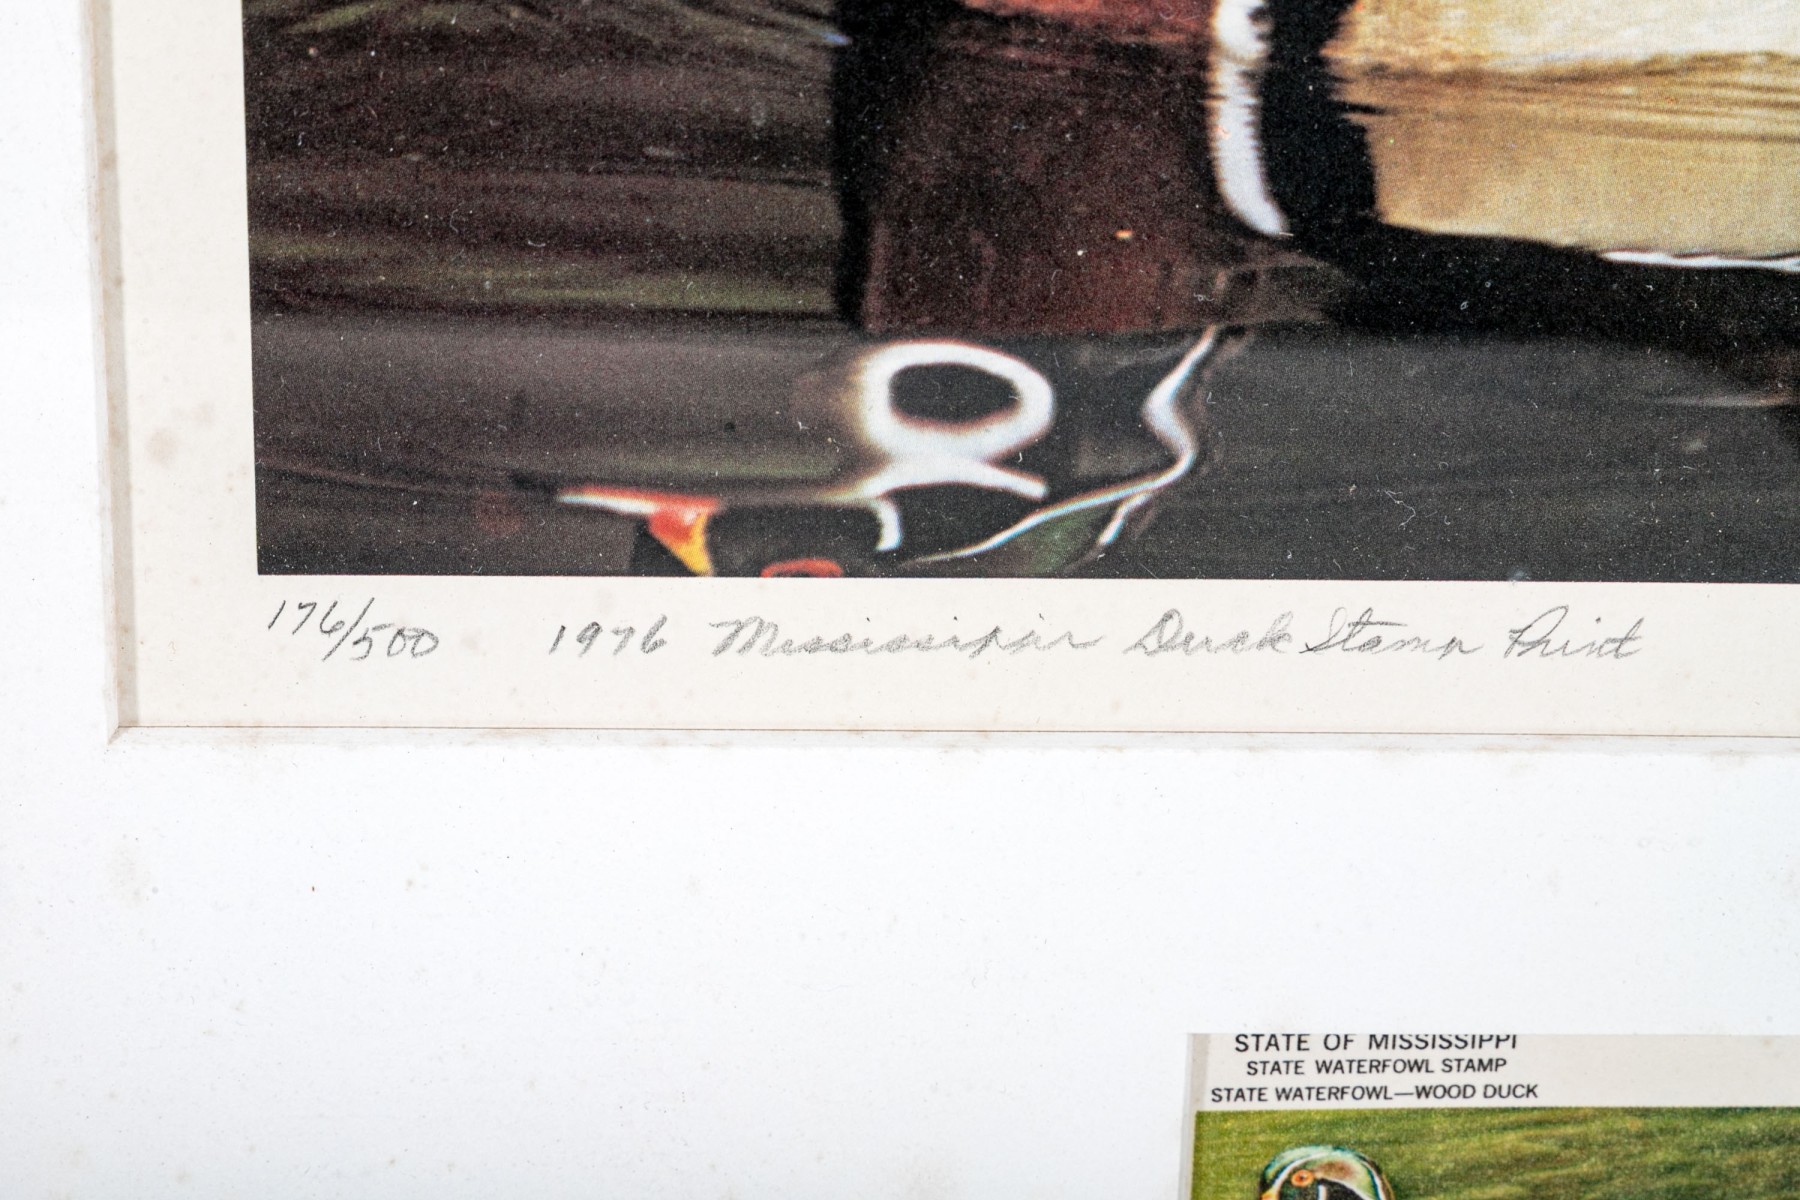 176/500 1976 Mississippi Duck Stamp Print
STATE OF MISSISSIPPI
STATE WATERFOWL STAMP
STATE WATERFOWL—WOOD DUCK